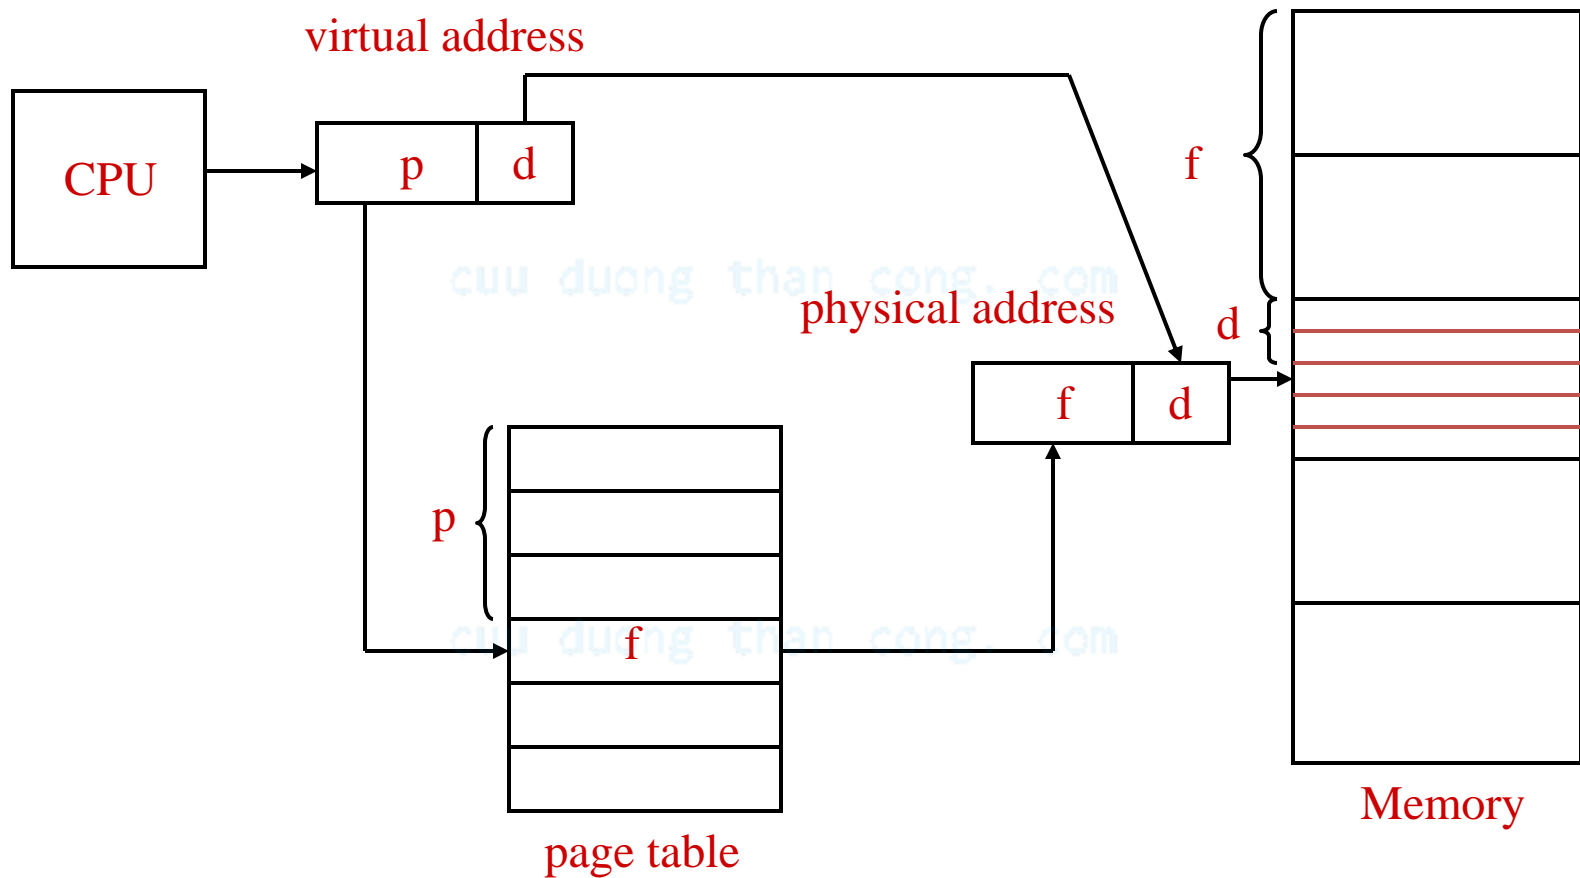 virtual address
CPU
p
d
f
cuu duong than cong. com
physical address
d
f
d
p
cuu duong than cong. com
f
Memory
page table